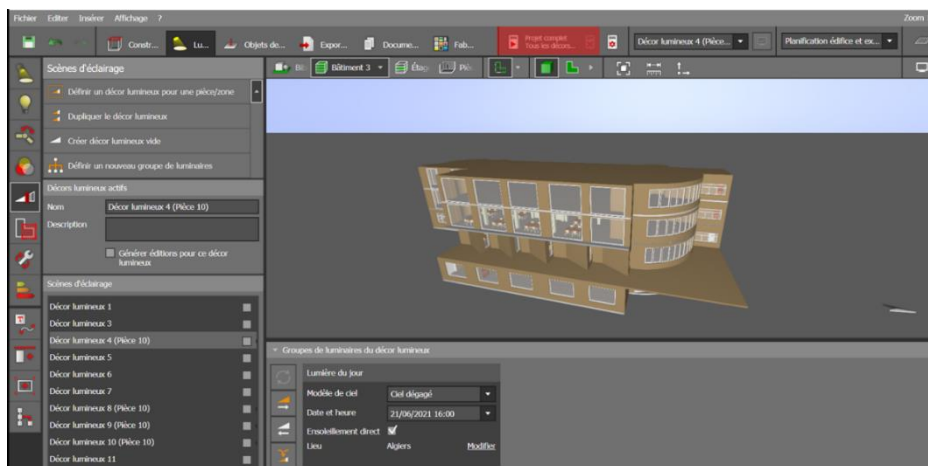 Fichier Editer Insérer Affichage ? Zoom
Constr... Lu... Objets de... Expor... Docume... Fab... Projet complet Décor lumineux 4 (Pièce... Planification édifice et ex...
Tous les décors...
Scènes d'éclairage Bâtiment 3 Étag Piè
Définir un décor lumineux pour une pièce/zone
Dupliquer le décor lumineux
Créer décor lumineux vide
Définir un nouveau groupe de luminaires
Décors lumineux actifs
Nom Décor lumineux 4 (Pièce 10)
Description
Générer éditions pour ce décor
lumineux
Scènes d'éclairage
Décor lumineux 1
Décor lumineux 3
Décor lumineux 4 (Pièce 10)
Décor lumineux 5
Décor lumineux 6
Décor lumineux 7
Décor lumineux 8 (Pièce 10)
Décor lumineux 9 (Pièce 10)
Décor lumineux 10 (Pièce 10)
Décor lumineux 11
Groupes de luminaires du décor lumineux
Lumière du jour
Modèle de ciel Ciel dégagé
Date et heure 21/06/2021 16:00
Ensoleillement direct
Lieu Algiers Modifier